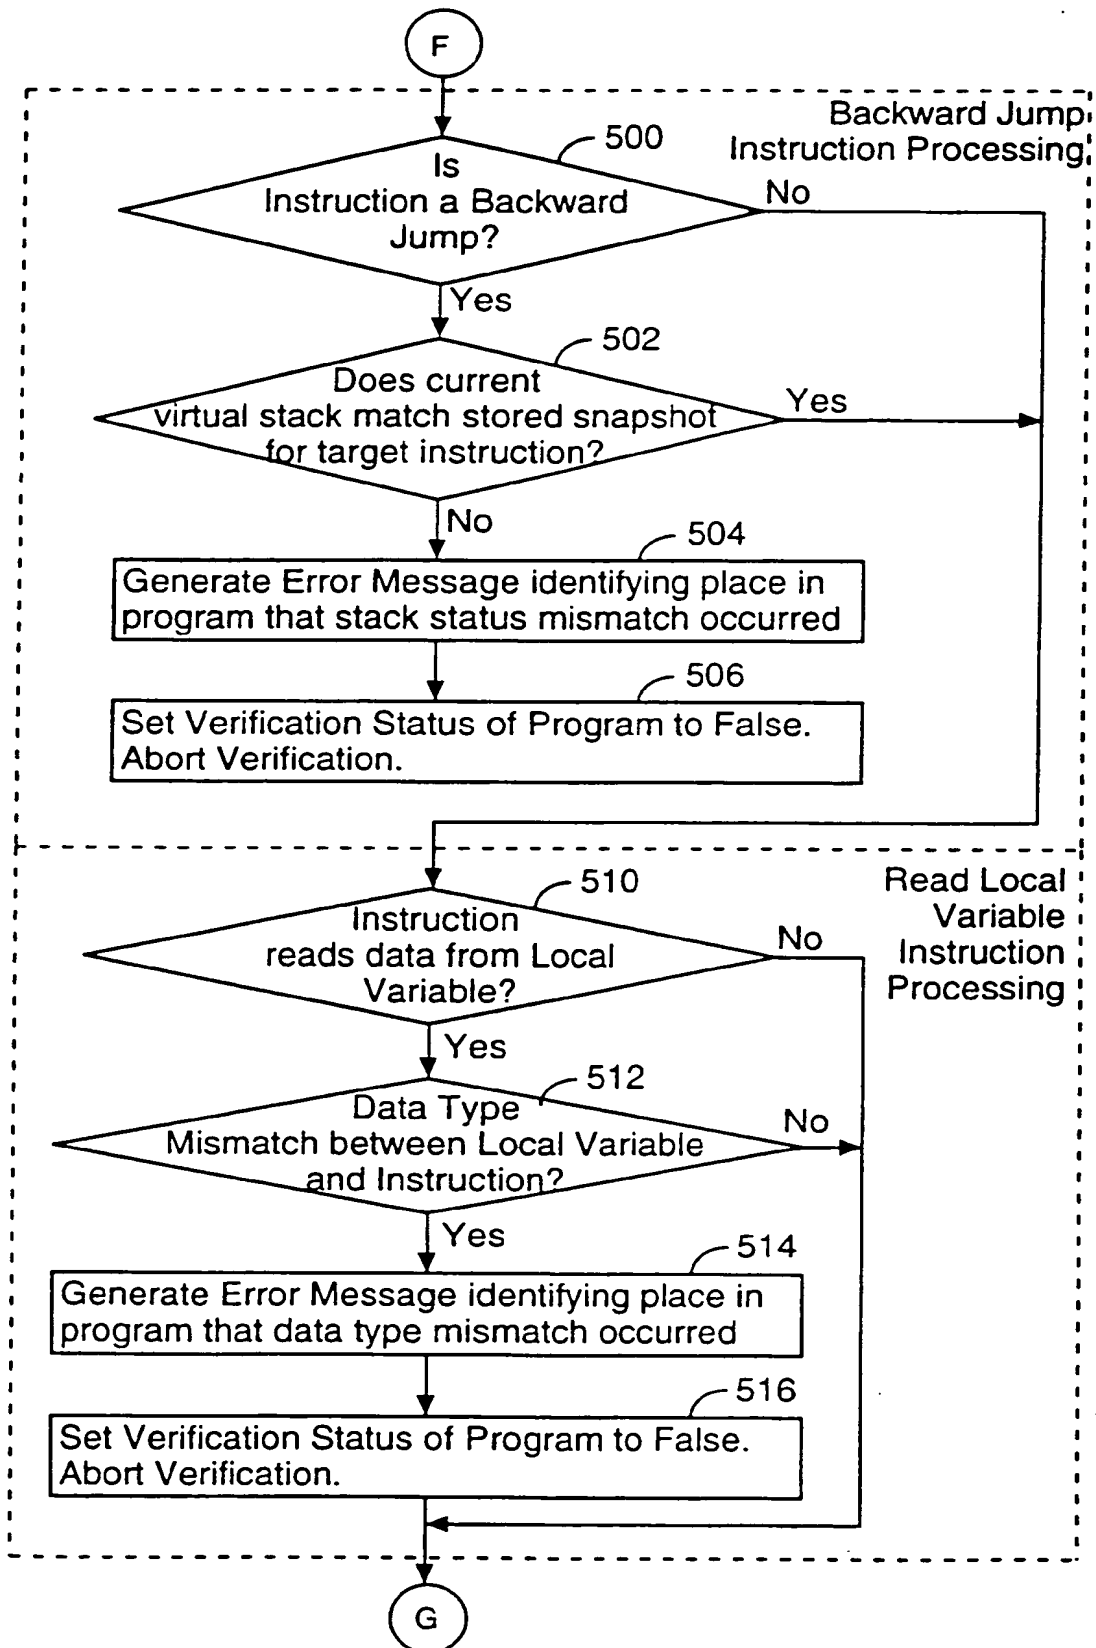 F
Backward Jump
Instruction Processing
500
Is
Instruction a Backward
Jump?
No
Yes
502
Does current
virtual stack match stored snapshot
for target instruction?
Yes
No
504
Generate Error Message identifying place in
program that stack status mismatch occurred
506
Set Verification Status of Program to False.
Abort Verification.
510
Instruction
reads data from Local
Variable?
No
Read Local
Variable
Instruction
Processing
Yes
512
Data Type
Mismatch between Local Variable
and Instruction?
No
Yes
514
Generate Error Message identifying place in
program that data type mismatch occurred
516
Set Verification Status of Program to False.
Abort Verification.
G